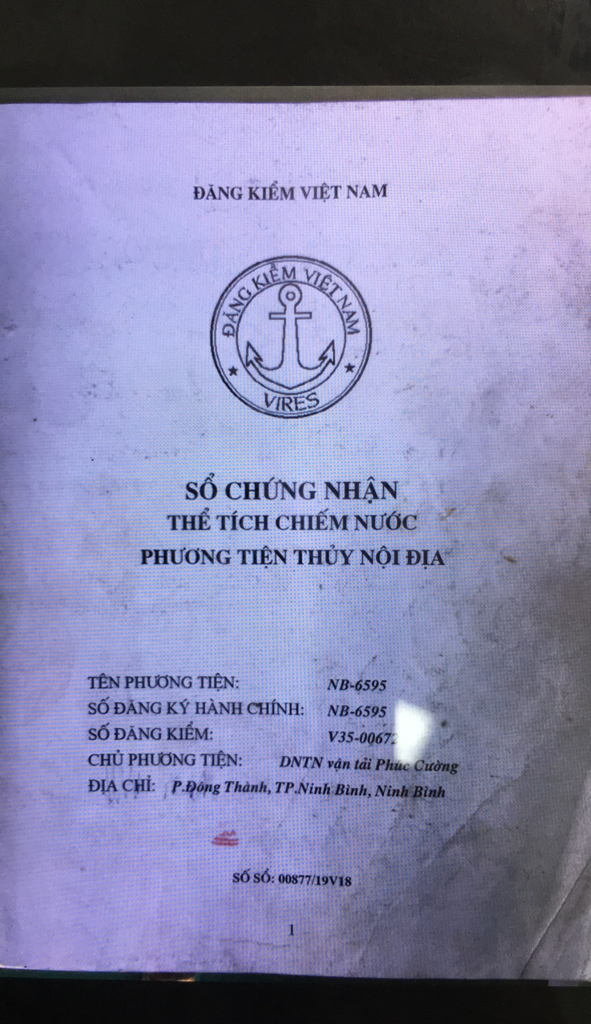 ĐĂNG KIỂM VIỆT NAM
ĐĂNG KIỂM VIỆT NAM
VIRES
SỔ CHỨNG NHẬN
THỂ TÍCH CHIẾM NƯỚC
PHƯƠNG TIỆN THỦY NỘI ĐỊA
TÊN PHƯƠNG TIỆN: NB-6595
SỐ ĐĂNG KÝ HÀNH CHÍNH: NB-6595
SỐ ĐĂNG KIỂM: V35-00672
CHỦ PHƯƠNG TIỆN: DNTN vận tải Phúc Cường
ĐỊA CHỈ: P.Đông Thành, TP.Ninh Bình, Ninh Bình
SỐ SỔ: 00877/19V18
1